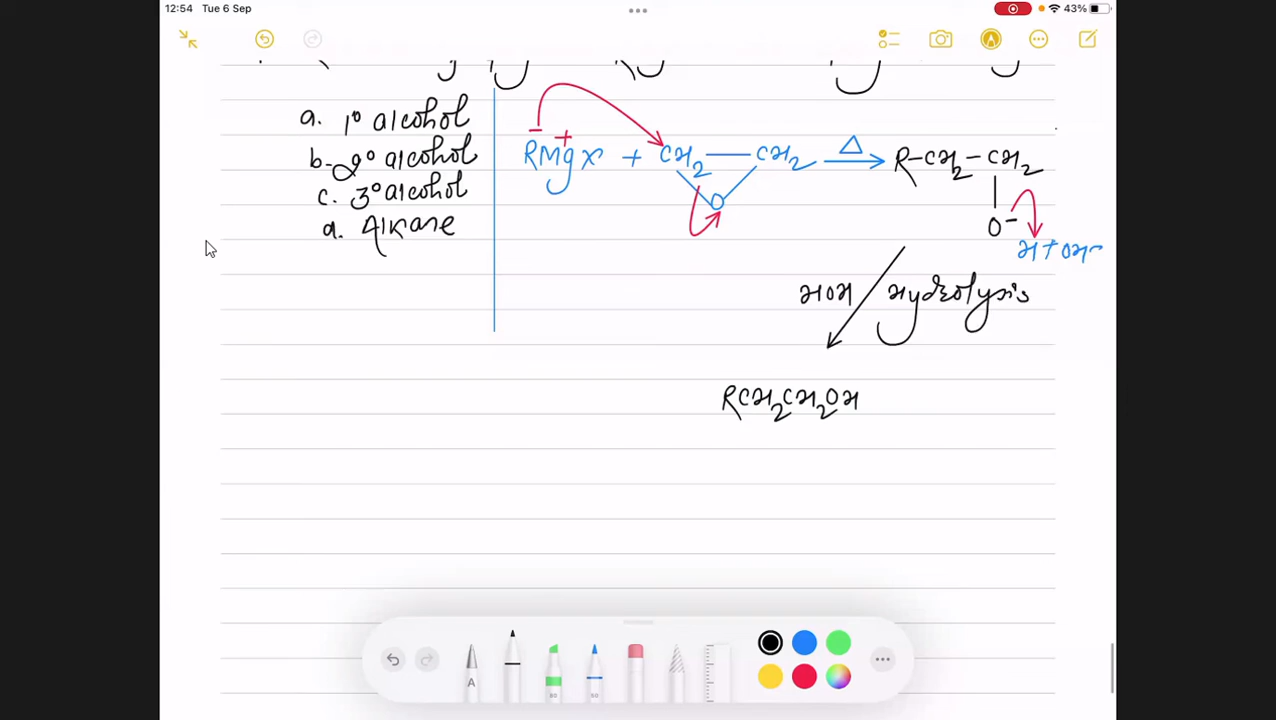 12:54 Tue 6 Sep 43%
a. 1° alcohol
b. 2° alcohol
c. 3° alcohol
d. Alkane
− +
RMgX + CH2 — CH2 Δ R-CH2-CH2
O
O−
H+OH−
HOH Hydrolysis
RCH2CH2OH
A